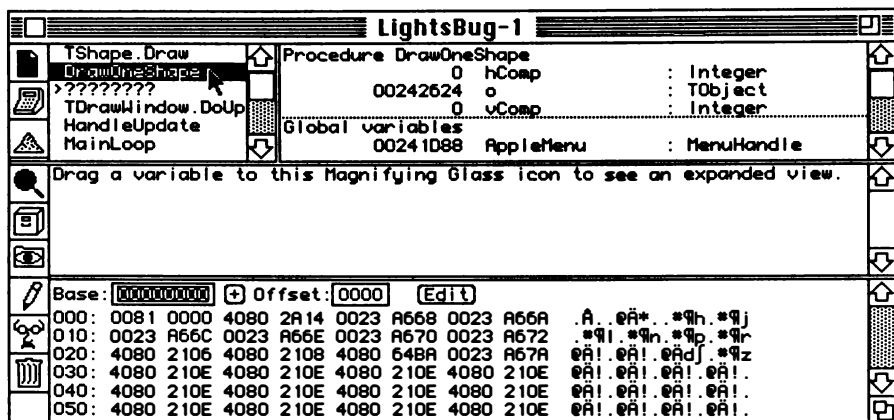 LightsBug-1
TShape.Draw
DrawOneShape
>????????
TDrawWindow.DoUp
HandleUpdate
MainLoop
Procedure DrawOneShape
0 hComp : Integer
00242624 o : TObject
0 vComp : Integer
Global variables
00241D88 AppleMenu : MenuHandle
Drag a variable to this Magnifying Glass icon to see an expanded view.
Base: 00000000 + Offset: 0000 Edit
000: 0081 0000 4080 2A14 0023 A668 0023 A66A .Å..@Ä*..#¶h.#¶j
010: 0023 A66C 0023 A66E 0023 A670 0023 A672 .#¶l.#¶n.#¶p.#¶r
020: 4080 2106 4080 2108 4080 64BA 0023 A67A @Ä!.@Ä!.@Äd∫.#¶z
030: 4080 210E 4080 210E 4080 210E 4080 210E @Ä!.@Ä!.@Ä!.@Ä!.
040: 4080 210E 4080 210E 4080 210E 4080 210E @Ä!.@Ä!.@Ä!.@Ä!.
050: 4080 210E 4080 210E 4080 210E 4080 210E @Ä!.@Ä!.@Ä!.@Ä!.